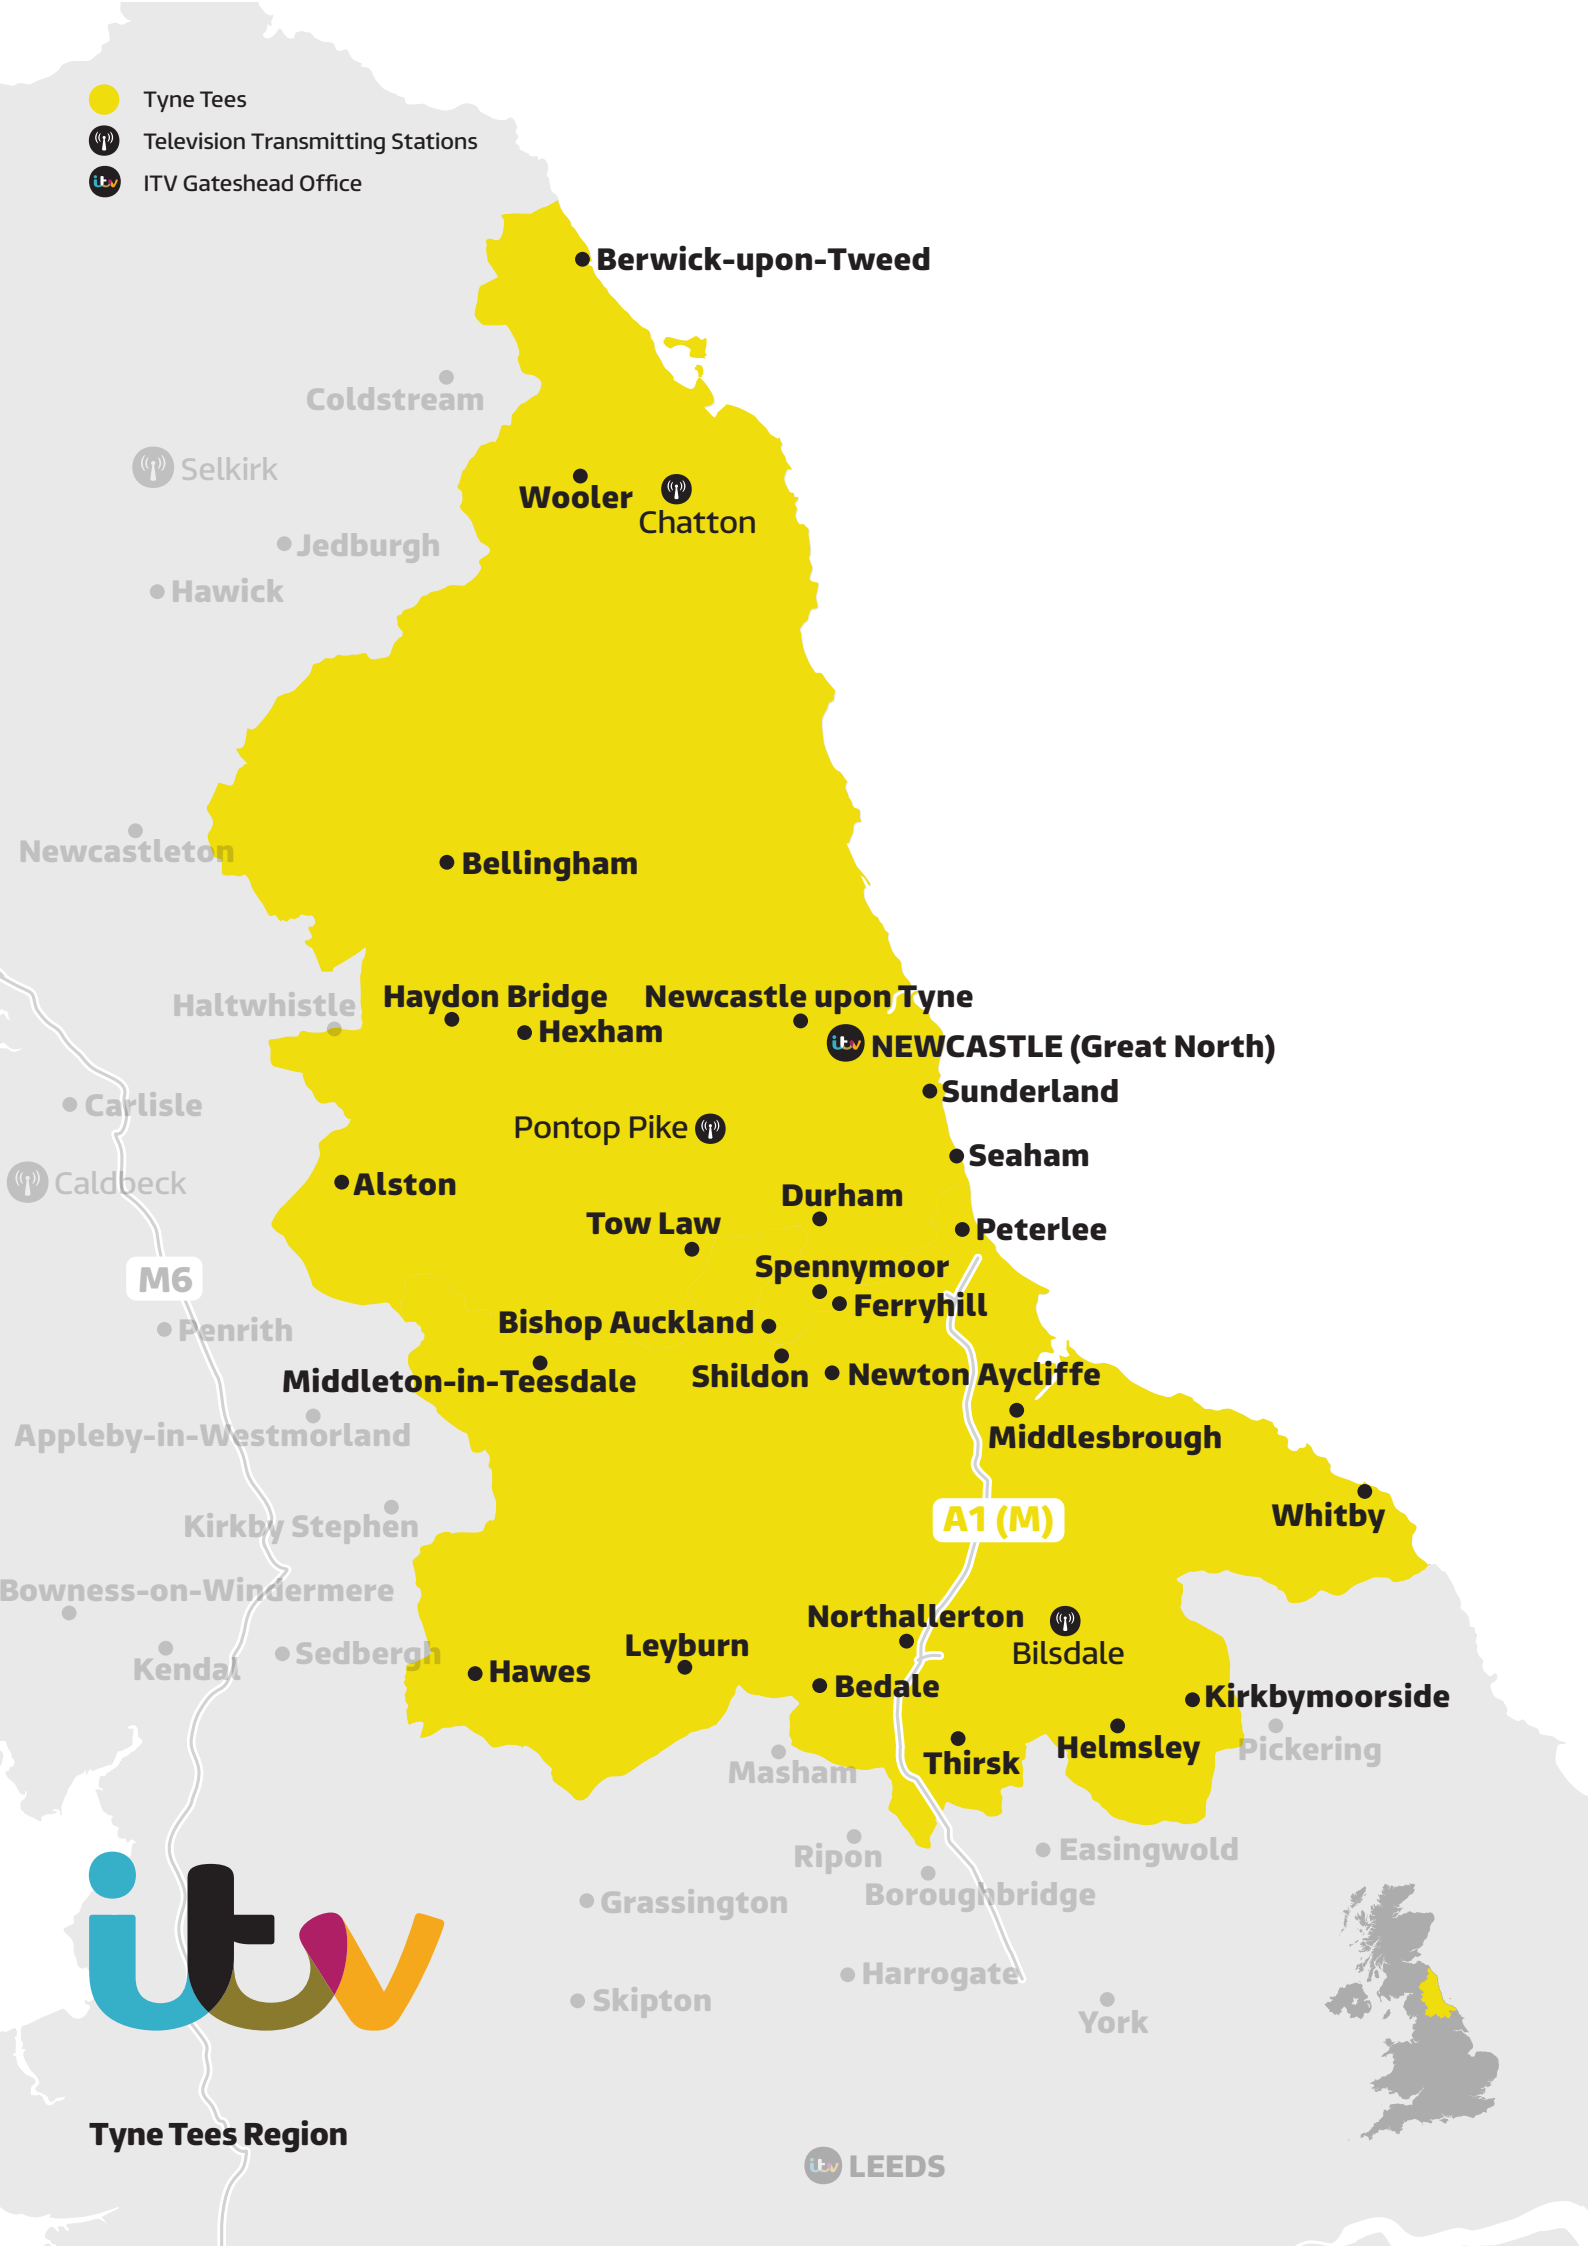 Tyne Tees
Television Transmitting Stations
itv ITV Gateshead Office
Berwick-upon-Tweed
Coldstream
Selkirk
Wooler
Chatton
Jedburgh
Hawick
Newcastleton
Bellingham
Haltwhistle
Haydon Bridge
Newcastle upon Tyne
Hexham
itv NEWCASTLE (Great North)
Sunderland
Carlisle
Pontop Pike
Seaham
Caldbeck
Alston
Durham
Tow Law
Peterlee
Spennymoor
M6
Ferryhill
Bishop Auckland
Penrith
Middleton-in-Teesdale
Shildon
Newton Aycliffe
Appleby-in-Westmorland
Middlesbrough
Kirkby Stephen
A1 (M)
Whitby
Bowness-on-Windermere
Northallerton
Kendal
Sedbergh
Leyburn
Bilsdale
Hawes
Bedale
Kirkbymoorside
Masham
Thirsk
Helmsley
Pickering
Ripon
Easingwold
Grassington
Boroughbridge
itv
Harrogate
Skipton
York
Tyne Tees Region
itv LEEDS